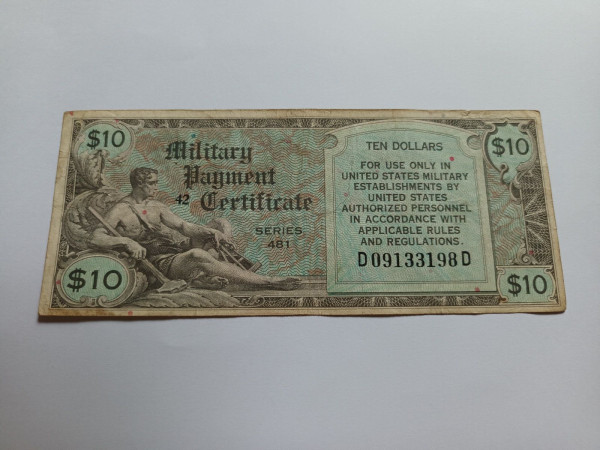 $10
Military
Payment
42 Certificate
SERIES
481
$10
TEN DOLLARS
FOR USE ONLY IN
UNITED STATES MILITARY
ESTABLISHMENTS BY
UNITED STATES
AUTHORIZED PERSONNEL
IN ACCORDANCE WITH
APPLICABLE RULES
AND REGULATIONS.
D09133198D
$10
$10